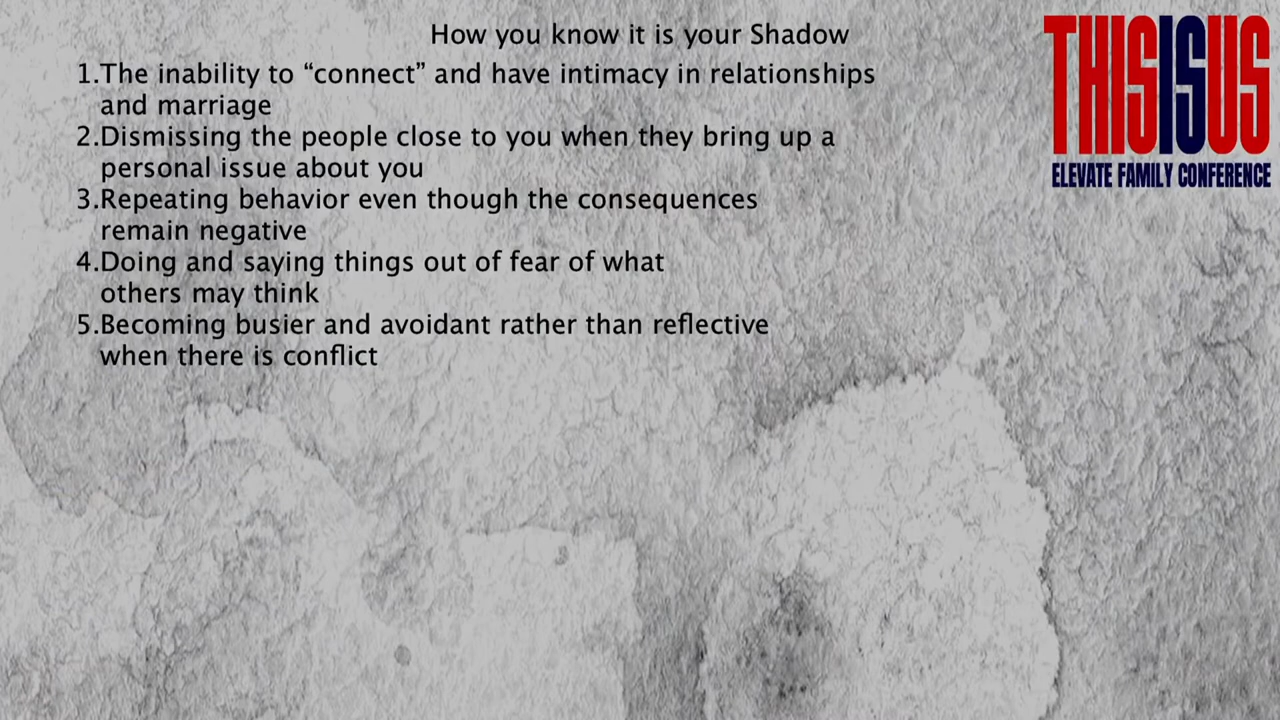 How you know it is your Shadow
1.The inability to “connect” and have intimacy in relationships
and marriage
2.Dismissing the people close to you when they bring up a
personal issue about you
3.Repeating behavior even though the consequences
remain negative
4.Doing and saying things out of fear of what
others may think
5.Becoming busier and avoidant rather than reflective
when there is conflict
THISISUS
ELEVATE FAMILY CONFERENCE